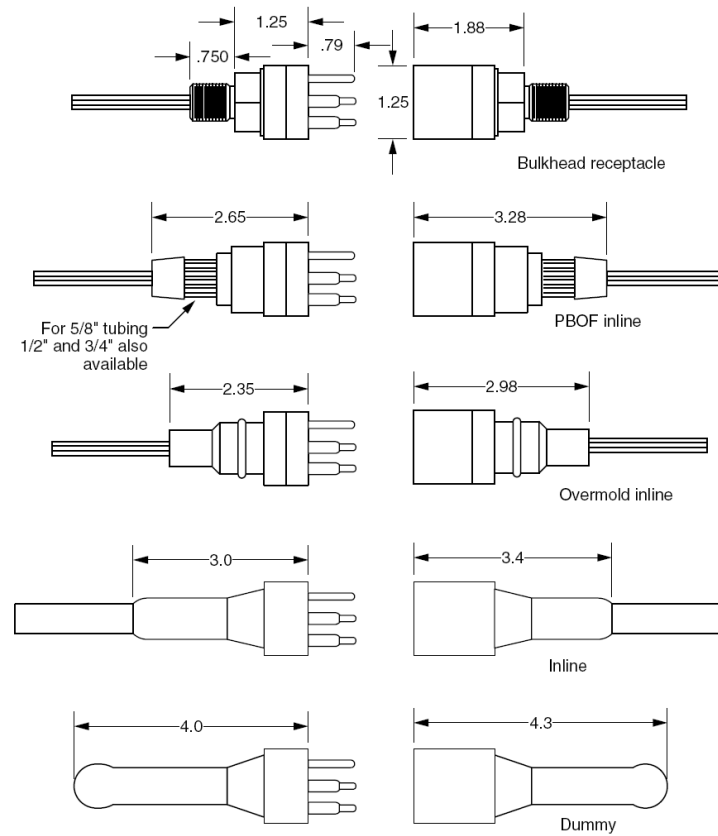 1.25
.79
.750
1.88
1.25
Bulkhead receptacle
2.65
3.28
For 5/8" tubing
1/2" and 3/4" also
available
PBOF inline
2.35
2.98
Overmold inline
3.0
3.4
Inline
4.0
4.3
Dummy